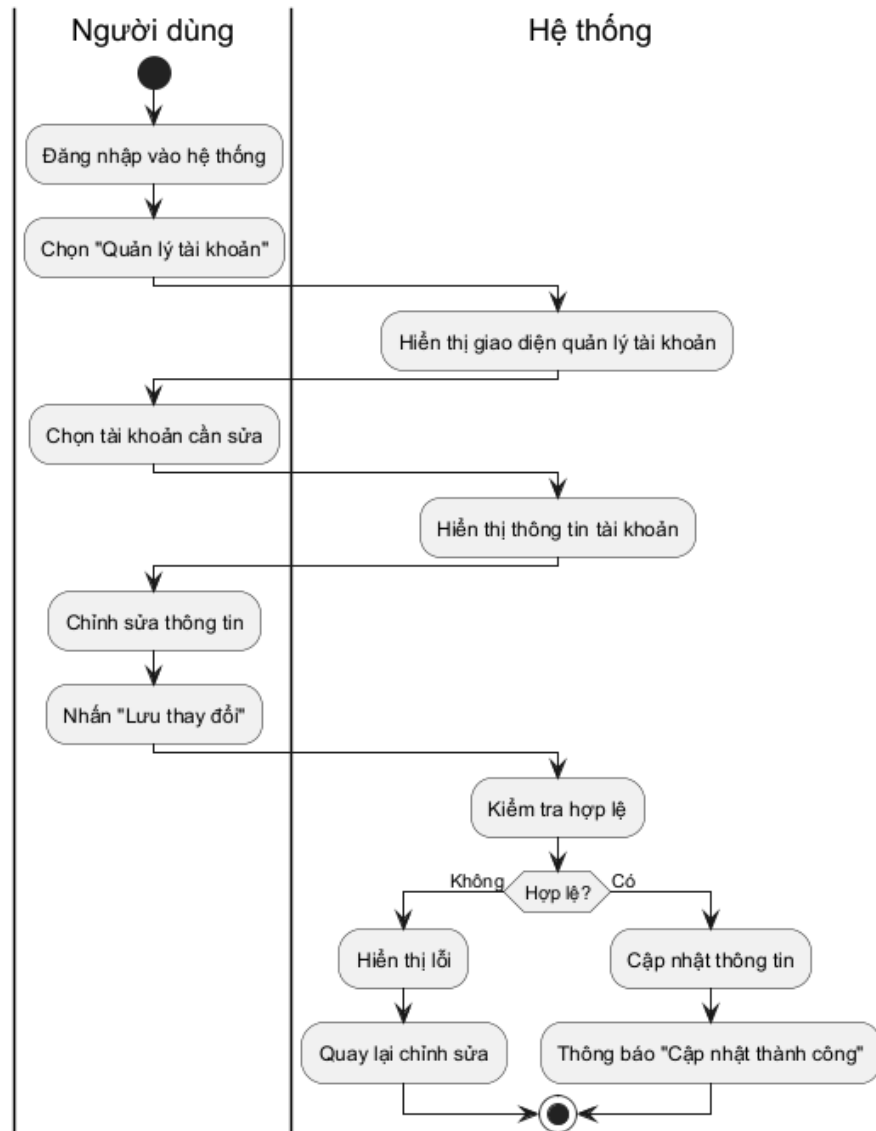 Người dùng
Hệ thống
Đăng nhập vào hệ thống
Chọn "Quản lý tài khoản"
Hiển thị giao diện quản lý tài khoản
Chọn tài khoản cần sửa
Hiển thị thông tin tài khoản
Chỉnh sửa thông tin
Nhấn "Lưu thay đổi"
Kiểm tra hợp lệ
Không
Hợp lệ?
Có
Hiển thị lỗi
Cập nhật thông tin
Quay lại chỉnh sửa
Thông báo "Cập nhật thành công"